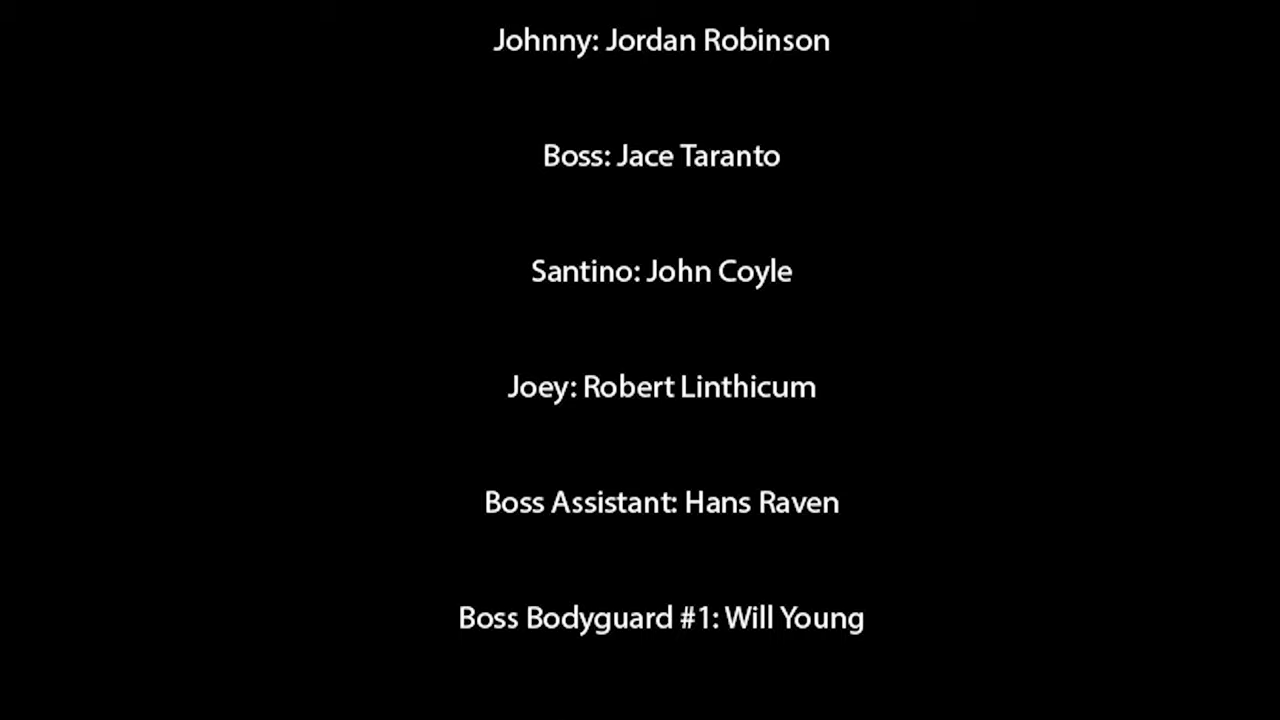 Johnny: Jordan Robinson
Boss: Jace Taranto
Santino: John Coyle
Joey: Robert Linthicum
Boss Assistant: Hans Raven
Boss Bodyguard #1: Will Young